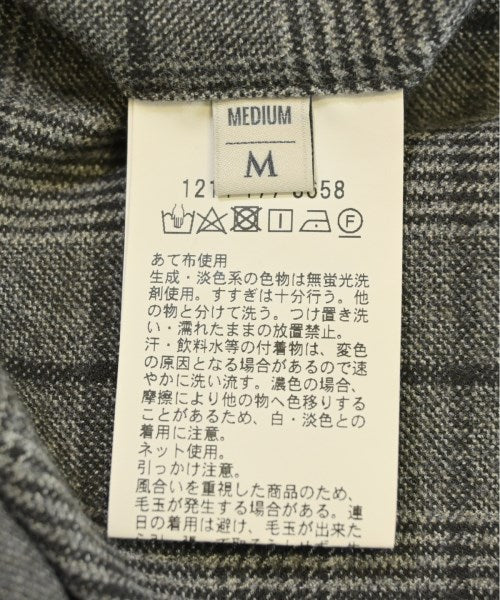 MEDIUM
M
あて布使用
生成・淡色系の色物は無蛍光洗
剤使用。すすぎは十分行う。他
の物と分けて洗う。つけ置き洗
い・濡れたままの放置禁止。
汗・飲料水等の付着物は、変色
の原因となる場合があるので速
やかに洗い流す。濃色の場合、
摩擦により他の物へ色移りする
ことがあるため、白・淡色との
着用に注意。
ネット使用。
引っかけ注意。
風合いを重視した商品のため、
毛玉が発生する場合がある。連
日の着用は避け、毛玉が出来た